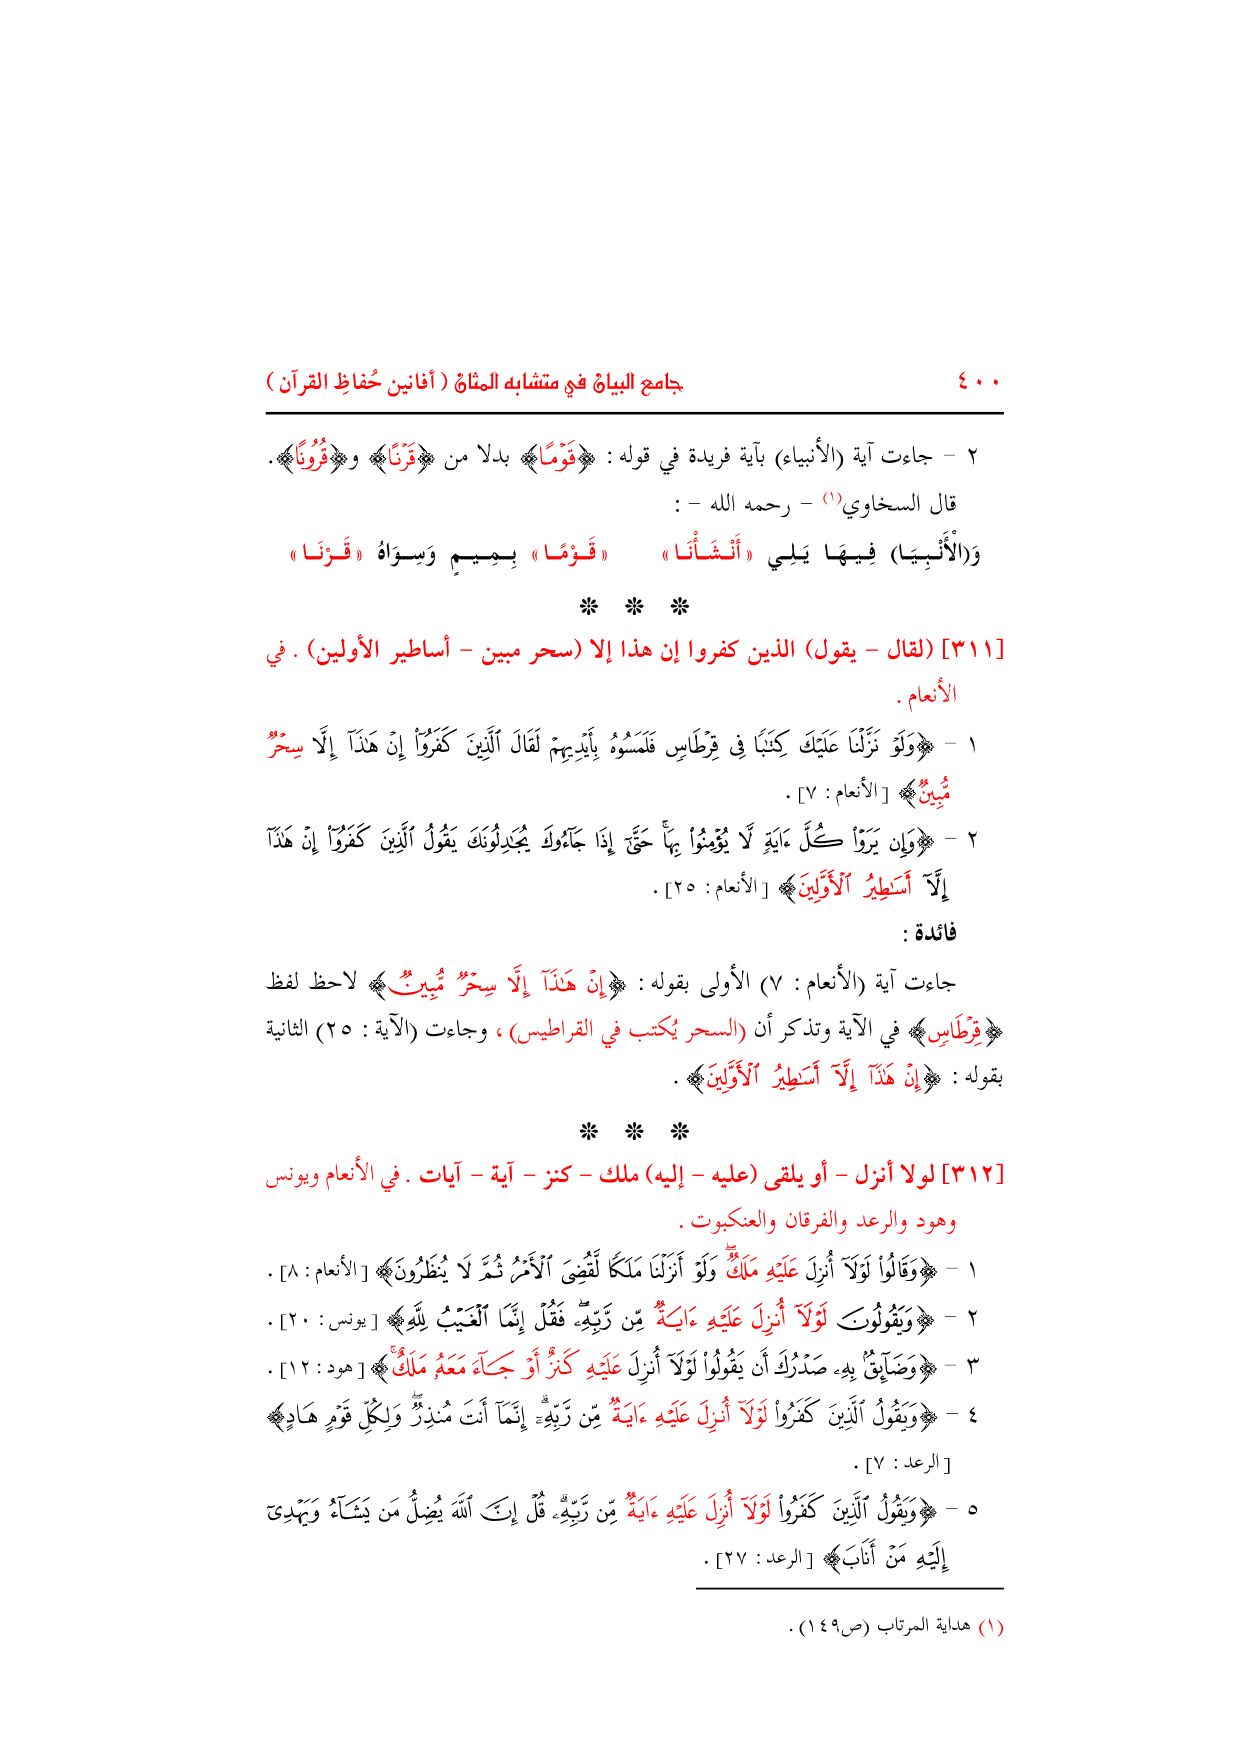 ٤٠٠ جامع البيان في متشابه المثان ( أفانين حُفاظِ القرآن )
٢ – جاءت آية (الأنبياء) بآية فريدة في قوله : ﴿قَوْمًا﴾ بدلا من ﴿قَرْنًا﴾ و﴿قُرُونًا﴾.
قال السخاوي(١) – رحمه الله – :
وَ(الْأَنْبِيَا) فِيهَا يَلِي «أَنْشَأْنَا» «قَوْمًا» بِمِيمٍ وَسِوَاهُ «قَرْنَا»
* * *
[٣١١] (لقال – يقول) الذين كفروا إن هذا إلا (سحر مبين – أساطير الأولين) . في
الأنعام .
١ – ﴿وَلَوْ نَزَّلْنَا عَلَيْكَ كِتَٰبًا فِى قِرْطَاسٍ فَلَمَسُوهُ بِأَيْدِيهِمْ لَقَالَ ٱلَّذِينَ كَفَرُوٓا۟ إِنْ هَٰذَآ إِلَّا سِحْرٌ
مُّبِينٌ﴾ [الأنعام : ٧] .
٢ – ﴿وَإِن يَرَوْا۟ كُلَّ ءَايَةٍ لَّا يُؤْمِنُوا۟ بِهَا ۚ حَتَّىٰٓ إِذَا جَآءُوكَ يُجَٰدِلُونَكَ يَقُولُ ٱلَّذِينَ كَفَرُوٓا۟ إِنْ هَٰذَآ
إِلَّآ أَسَٰطِيرُ ٱلْأَوَّلِينَ﴾ [الأنعام : ٢٥] .
فائدة :
جاءت آية (الأنعام : ٧) الأولى بقوله : ﴿إِنْ هَٰذَآ إِلَّا سِحْرٌ مُّبِينٌ﴾ لاحظ لفظ
﴿قِرْطَاسٍ﴾ في الآية وتذكر أن (السحر يُكتب في القراطيس) ، وجاءت (الآية : ٢٥) الثانية
بقوله : ﴿إِنْ هَٰذَآ إِلَّآ أَسَٰطِيرُ ٱلْأَوَّلِينَ﴾ .
* * *
[٣١٢] لولا أنزل – أو يلقى (عليه – إليه) ملك – كنز – آية – آيات . في الأنعام ويونس
وهود والرعد والفرقان والعنكبوت .
١ – ﴿وَقَالُوا۟ لَوْلَآ أُنزِلَ عَلَيْهِ مَلَكٌ ۖ وَلَوْ أَنزَلْنَا مَلَكًا لَّقُضِىَ ٱلْأَمْرُ ثُمَّ لَا يُنظَرُونَ﴾ [الأنعام : ٨] .
٢ – ﴿وَيَقُولُونَ لَوْلَآ أُنزِلَ عَلَيْهِ ءَايَةٌ مِّن رَّبِّهِۦ ۖ فَقُلْ إِنَّمَا ٱلْغَيْبُ لِلَّهِ﴾ [يونس : ٢٠] .
٣ – ﴿وَضَآئِقٌۢ بِهِۦ صَدْرُكَ أَن يَقُولُوا۟ لَوْلَآ أُنزِلَ عَلَيْهِ كَنزٌ أَوْ جَآءَ مَعَهُۥ مَلَكٌ ۚ﴾ [هود : ١٢] .
٤ – ﴿وَيَقُولُ ٱلَّذِينَ كَفَرُوا۟ لَوْلَآ أُنزِلَ عَلَيْهِ ءَايَةٌ مِّن رَّبِّهِۦٓ ۗ إِنَّمَآ أَنتَ مُنذِرٌ ۖ وَلِكُلِّ قَوْمٍ هَادٍ﴾
[الرعد : ٧] .
٥ – ﴿وَيَقُولُ ٱلَّذِينَ كَفَرُوا۟ لَوْلَآ أُنزِلَ عَلَيْهِ ءَايَةٌ مِّن رَّبِّهِۦ ۗ قُلْ إِنَّ ٱللَّهَ يُضِلُّ مَن يَشَآءُ وَيَهْدِىٓ
إِلَيْهِ مَنْ أَنَابَ﴾ [الرعد : ٢٧] .
(١) هداية المرتاب (ص١٤٩) .